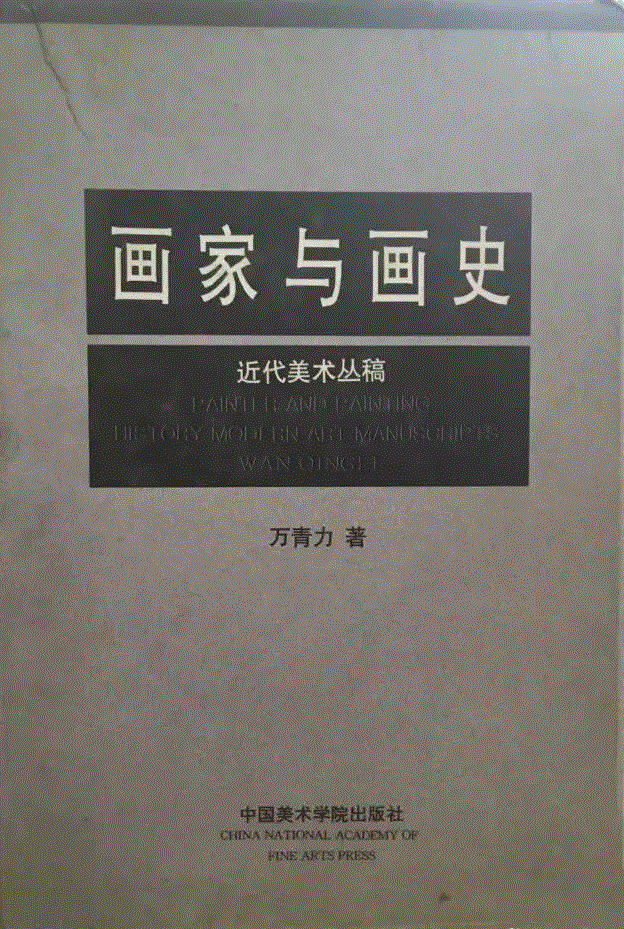 画家与画史
近代美术丛稿
PAINTER AND PAINTING
HISTORY MODERN ART MANUSCRIPTS
WAN QINGLI
万青力 著
中国美术学院出版社
CHINA NATIONAL ACADEMY OF
FINE ARTS PRESS